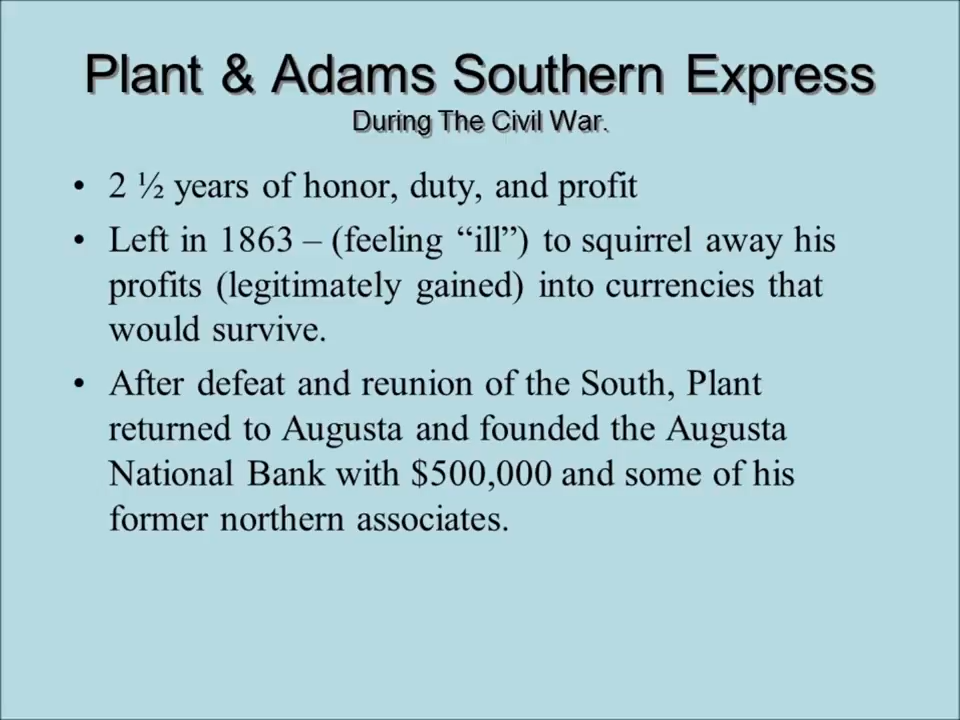 Plant & Adams Southern Express
During The Civil War.
• 2 ½ years of honor, duty, and profit
• Left in 1863 – (feeling “ill”) to squirrel away his
profits (legitimately gained) into currencies that
would survive.
• After defeat and reunion of the South, Plant
returned to Augusta and founded the Augusta
National Bank with $500,000 and some of his
former northern associates.